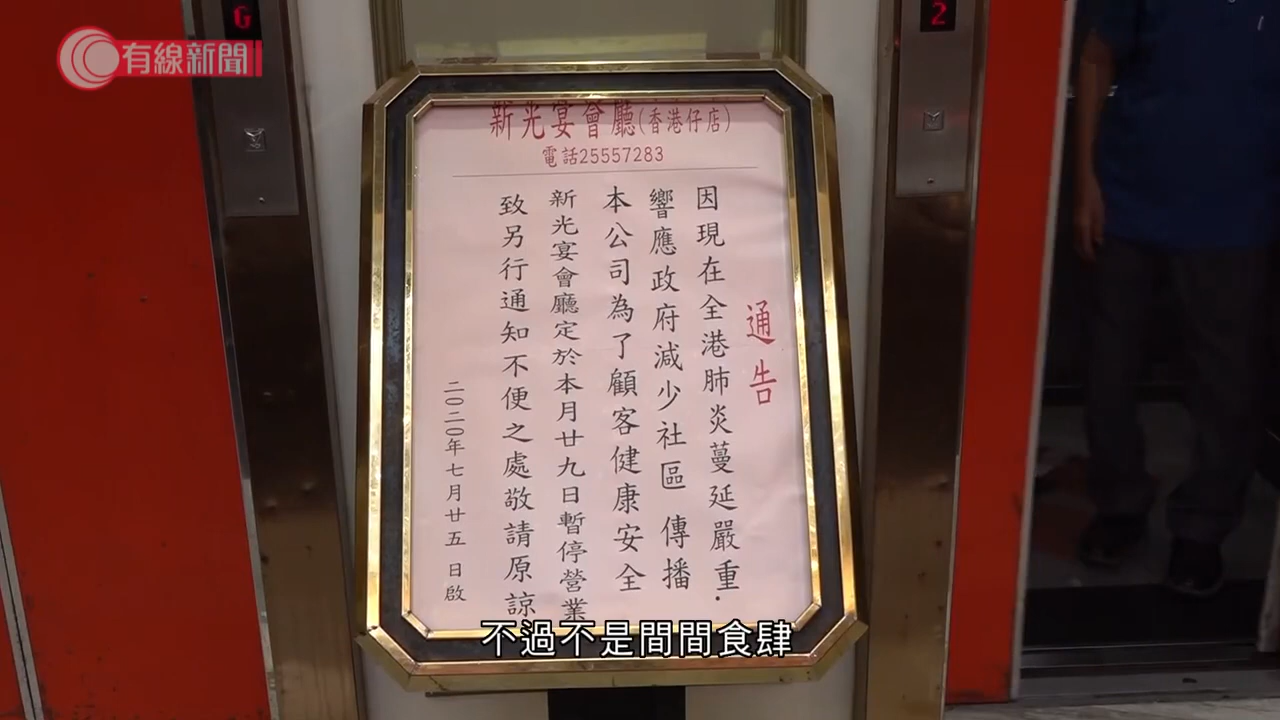 G
2
有線新聞
新光宴會廳(香港仔店)
電話25557283
通告
因現在全港肺炎蔓延嚴重.
響應政府減少社區 傳播
本公司為了顧客健康安全
新光宴會廳定於本月廿九日暫停營業
致另行通知不便之處敬請原諒
二〇二〇年七月廿五 日啟
不過不是間間食肆